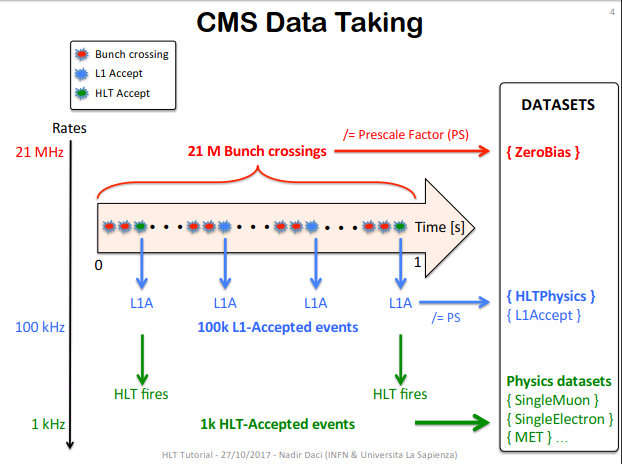 CMS Data Taking
4
Bunch crossing
L1 Accept
HLT Accept
DATASETS
Rates
/= Prescale Factor (PS)
21 MHz
21 M Bunch crossings
{ ZeroBias }
• • •
• • •
• • •
Time [s]
0
1
L1A
L1A
L1A
L1A
{ HLTPhysics }
/= PS
{ L1Accept }
100 kHz
100k L1-Accepted events
Physics datasets
HLT fires
HLT fires
{ SingleMuon }
{ SingleElectron }
1 kHz
1k HLT-Accepted events
{ MET } ...
HLT Tutorial - 27/10/2017 - Nadir Daci (INFN & Universita La Sapienza)